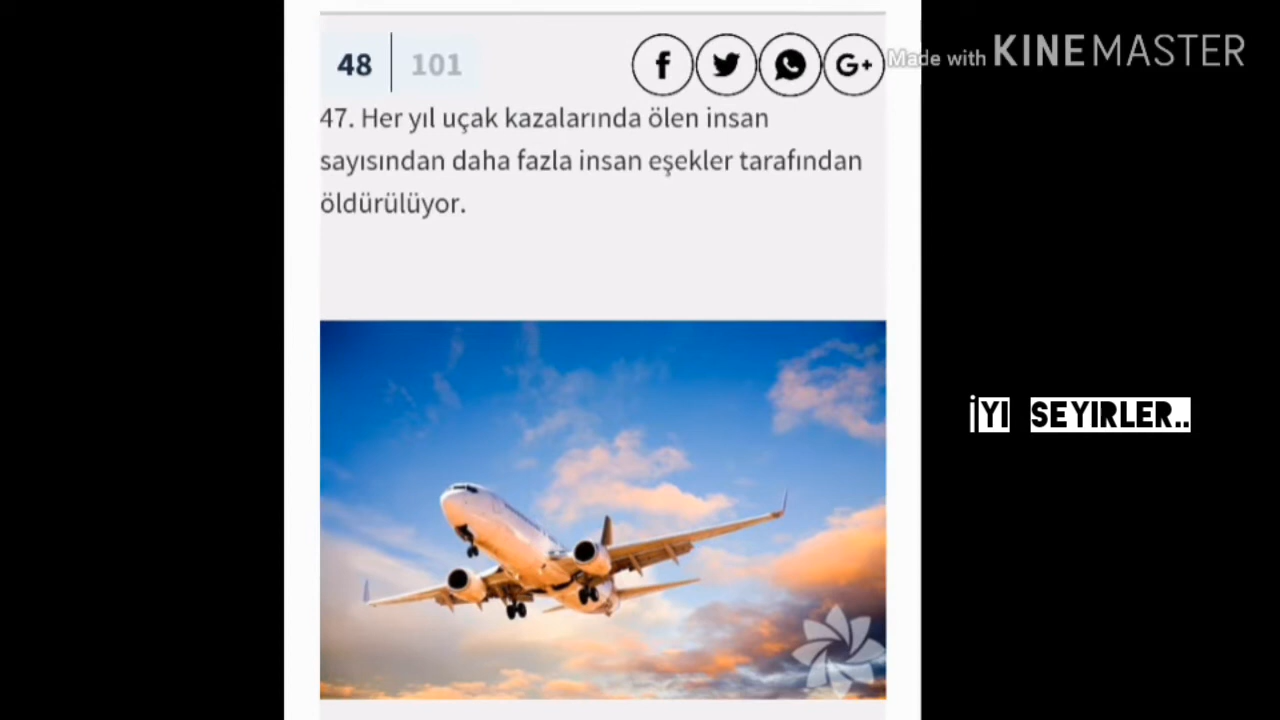 48 101
Made with KINEMASTER
47. Her yıl uçak kazalarında ölen insan
sayısından daha fazla insan eşekler tarafından
öldürülüyor.
İYI SEYIRLER..